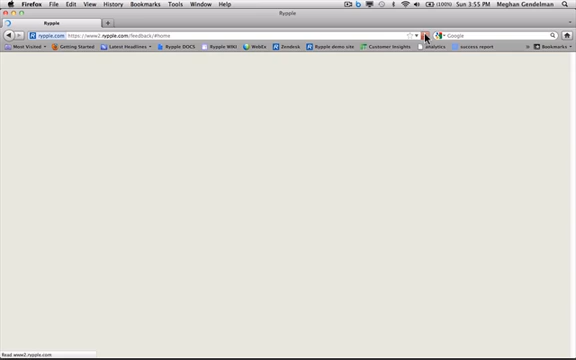 Firefox File Edit View History Bookmarks Tools Window Help (100%) Sun 3:55 PM Meghan Gendelman
Rypple
Rypple
rypple.com https://www2.rypple.com/feedback/#home Google
Most Visited Getting Started Latest Headlines Rypple DOCS Rypple WIKI WebEx Zendesk Rypple demo site Customer Insights analytics success report Bookmarks
Read www2.rypple.com